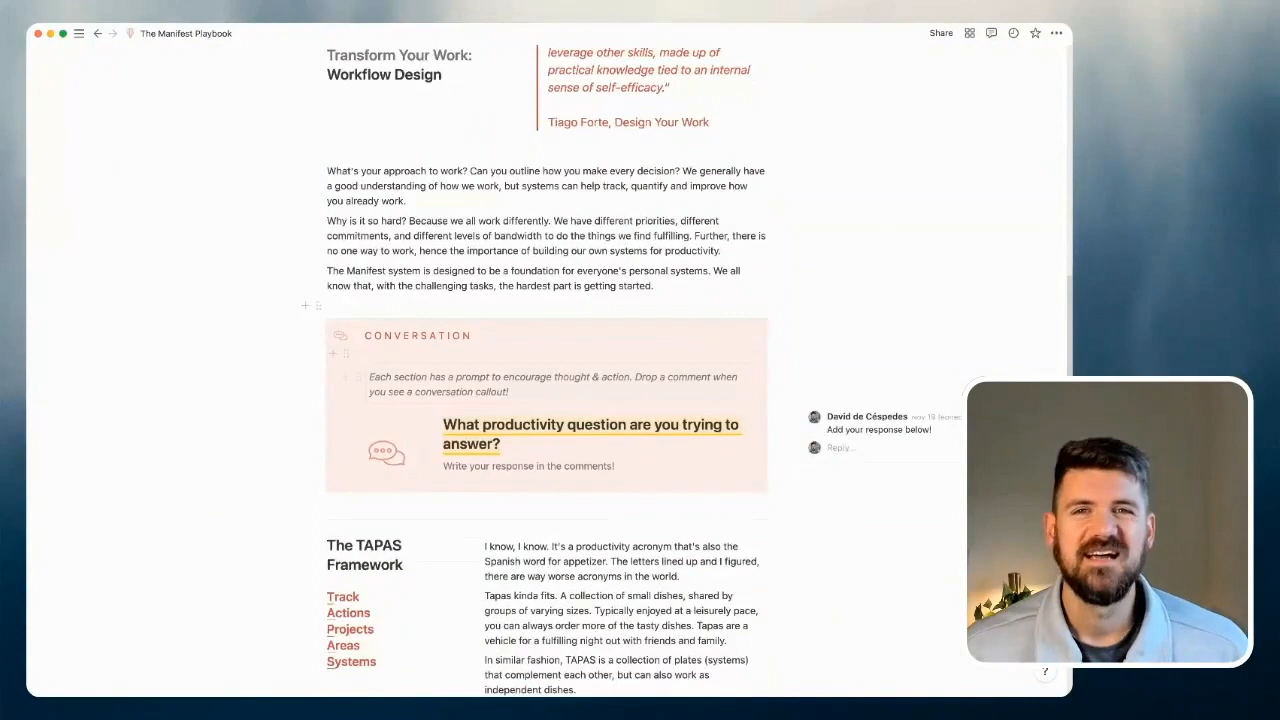 The Manifest Playbook
Share
Transform Your Work:
Workflow Design
leverage other skills, made up of
practical knowledge tied to an internal
sense of self-efficacy."
Tiago Forte, Design Your Work
What's your approach to work? Can you outline how you make every decision? We generally have
a good understanding of how we work, but systems can help track, quantify and improve how
you already work.
Why is it so hard? Because we all work differently. We have different priorities, different
commitments, and different levels of bandwidth to do the things we find fulfilling. Further, there is
no one way to work, hence the importance of building our own systems for productivity.
The Manifest system is designed to be a foundation for everyone's personal systems. We all
know that, with the challenging tasks, the hardest part is getting started.
CONVERSATION
Each section has a prompt to encourage thought & action. Drop a comment when
you see a conversation callout!
What productivity question are you trying to
answer?
Write your response in the comments!
David de Céspedes Nov 18
Add your response below!
Reply...
The TAPAS
Framework
Track
Actions
Projects
Areas
Systems
I know, I know. It's a productivity acronym that's also the
Spanish word for appetizer. The letters lined up and I figured,
there are way worse acronyms in the world.
Tapas kinda fits. A collection of small dishes, shared by
groups of varying sizes. Typically enjoyed at a leisurely pace,
you can always order more of the tasty dishes. Tapas are a
vehicle for a fulfilling night out with friends and family.
In similar fashion, TAPAS is a collection of plates (systems)
that complement each other, but can also work as
independent dishes.
?